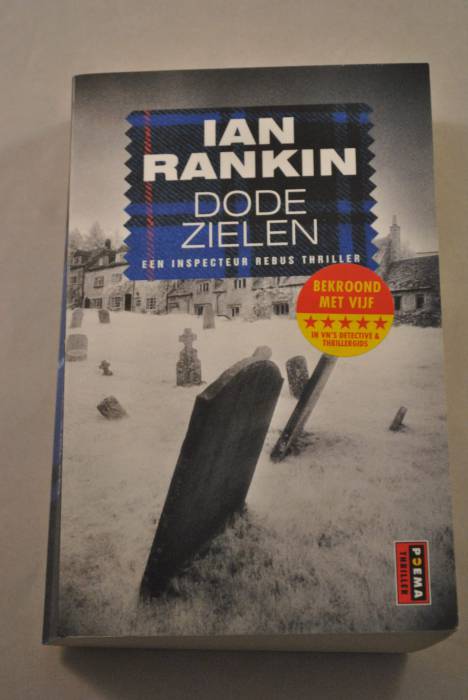 IAN
RANKIN
DODE
ZIELEN
EEN INSPECTEUR REBUS THRILLER
BEKROOND
MET VIJF
★★★★★
IN VN'S DETECTIVE &
THRILLERGIDS
POEMA
THRILLER